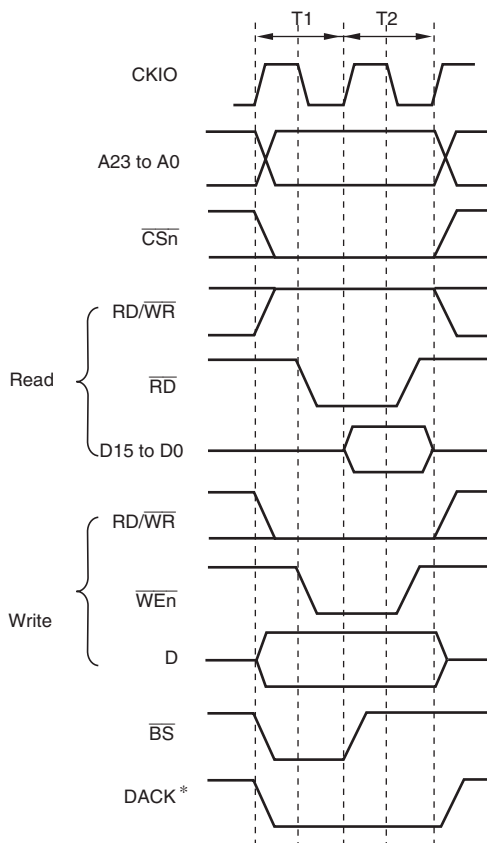 T1 T2
CKIO
A23 to A0
CSn
RD/WR
Read
RD
D15 to D0
RD/WR
WEn
Write
D
BS
DACK *